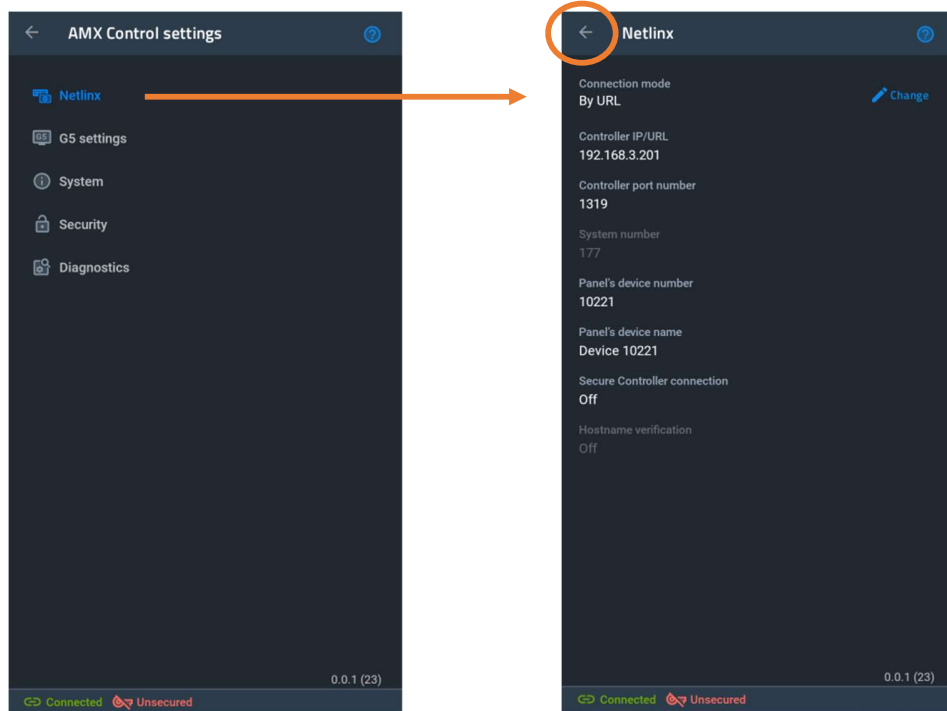 AMX Control settings
Netlinx
G5 settings
System
Security
Diagnostics
0.0.1 (23)
Connected Unsecured
Netlinx
Connection mode
By URL
Change
Controller IP/URL
192.168.3.201
Controller port number
1319
System number
177
Panel's device number
10221
Panel's device name
Device 10221
Secure Controller connection
Off
Hostname verification
Off
0.0.1 (23)
Connected Unsecured